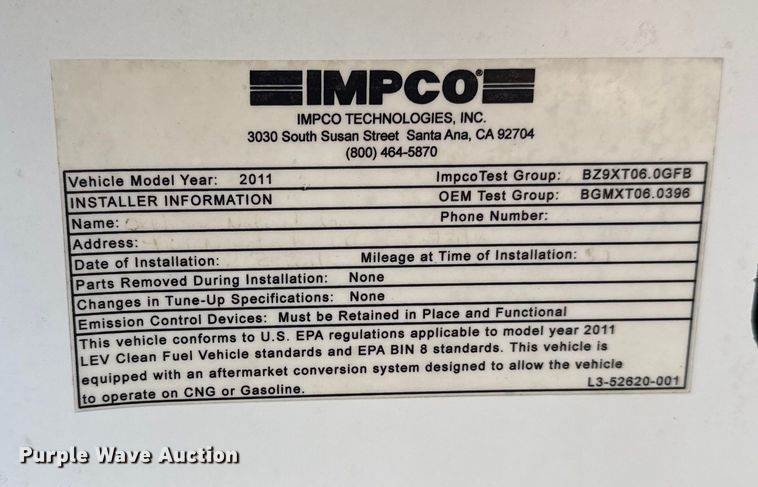 IMPCO®
IMPCO TECHNOLOGIES, INC.
3030 South Susan Street Santa Ana, CA 92704
(800) 464-5870
Vehicle Model Year: 2011 ImpcoTest Group: BZ9XT06.0GFB
INSTALLER INFORMATION OEM Test Group: BGMXT06.0396
Name: Phone Number:
Address:
Date of Installation: Mileage at Time of Installation:
Parts Removed During Installation: None
Changes in Tune-Up Specifications: None
Emission Control Devices: Must be Retained in Place and Functional
This vehicle conforms to U.S. EPA regulations applicable to model year 2011
LEV Clean Fuel Vehicle standards and EPA BIN 8 standards. This vehicle is
equipped with an aftermarket conversion system designed to allow the vehicle
to operate on CNG or Gasoline. L3-52620-001
Purple Wave Auction